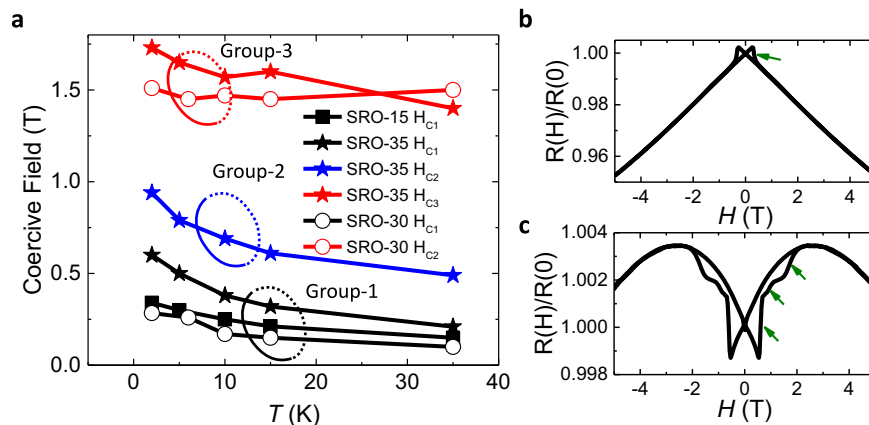 a
Coercive Field (T)
1.5
1.0
0.5
0.0
0
10
20
30
40
T (K)
Group-3
Group-2
Group-1
SRO-15 H_C1
SRO-35 H_C1
SRO-35 H_C2
SRO-35 H_C3
SRO-30 H_C1
SRO-30 H_C2
b
R(H)/R(0)
1.00
0.98
0.96
-4 -2 0 2 4
H (T)
c
R(H)/R(0)
1.004
1.002
1.000
0.998
-4 -2 0 2 4
H (T)